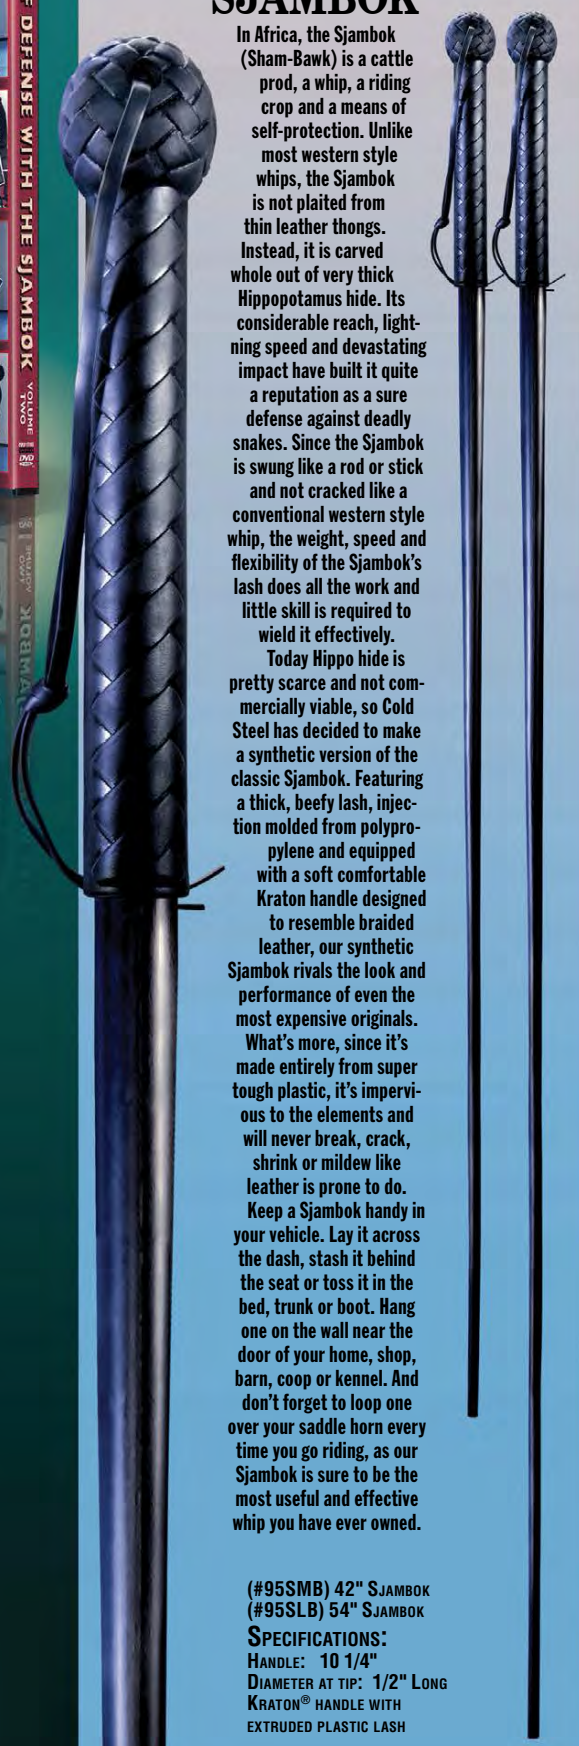 SJAMBOK
In Africa, the Sjambok
(Sham-Bawk) is a cattle
prod, a whip, a riding
crop and a means of
self-protection. Unlike
most western style
whips, the Sjambok
is not plaited from
thin leather thongs.
Instead, it is carved
whole out of very thick
Hippopotamus hide. Its
considerable reach, light-
ning speed and devastating
impact have built it quite
a reputation as a sure
defense against deadly
snakes. Since the Sjambok
is swung like a rod or stick
and not cracked like a
conventional western style
whip, the weight, speed and
flexibility of the Sjambok's
lash does all the work and
little skill is required to
wield it effectively.
Today Hippo hide is
pretty scarce and not com-
mercially viable, so Cold
Steel has decided to make
a synthetic version of the
classic Sjambok. Featuring
a thick, beefy lash, injec-
tion molded from polypro-
pylene and equipped
with a soft comfortable
Kraton handle designed
to resemble braided
leather, our synthetic
Sjambok rivals the look and
performance of even the
most expensive originals.
What's more, since it's
made entirely from super
tough plastic, it's impervi-
ous to the elements and
will never break, crack,
shrink or mildew like
leather is prone to do.
Keep a Sjambok handy in
your vehicle. Lay it across
the dash, stash it behind
the seat or toss it in the
bed, trunk or boot. Hang
one on the wall near the
door of your home, shop,
barn, coop or kennel. And
don't forget to loop one
over your saddle horn every
time you go riding, as our
Sjambok is sure to be the
most useful and effective
whip you have ever owned.
(#95SMB) 42" SJAMBOK
(#95SLB) 54" SJAMBOK
SPECIFICATIONS:
HANDLE: 10 1/4"
DIAMETER AT TIP: 1/2" LONG
KRATON® HANDLE WITH
EXTRUDED PLASTIC LASH
F DEFENSE WITH THE SJAMBOK
VOLUME
TWO
DVD